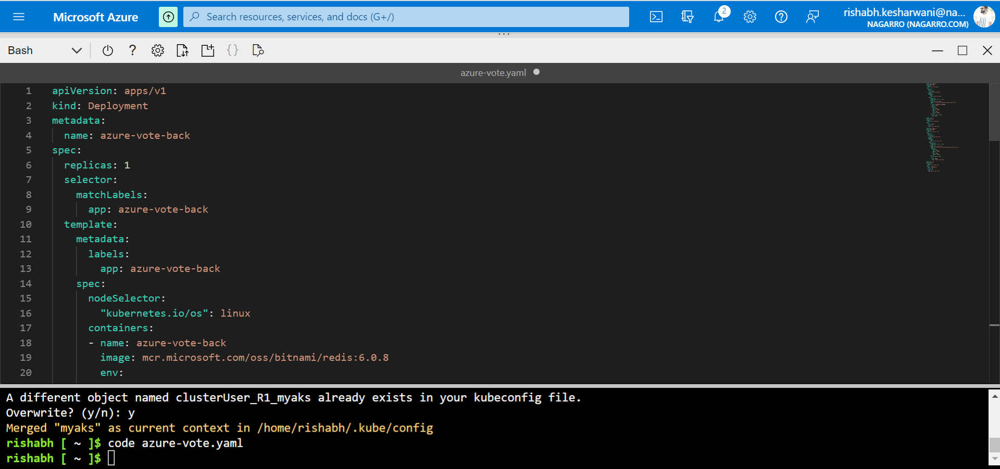 Microsoft Azure
Search resources, services, and docs (G+/)
2
rishabh.kesharwani@na...
NAGARRO (NAGARRO.COM)
Bash
azure-vote.yaml
1 apiVersion: apps/v1
2 kind: Deployment
3 metadata:
4   name: azure-vote-back
5 spec:
6   replicas: 1
7   selector:
8     matchLabels:
9       app: azure-vote-back
10   template:
11     metadata:
12       labels:
13         app: azure-vote-back
14     spec:
15       nodeSelector:
16         "kubernetes.io/os": linux
17       containers:
18       - name: azure-vote-back
19         image: mcr.microsoft.com/oss/bitnami/redis:6.0.8
20         env:
A different object named clusterUser_R1_myaks already exists in your kubeconfig file.
Overwrite? (y/n): y
Merged "myaks" as current context in /home/rishabh/.kube/config
rishabh [ ~ ]$ code azure-vote.yaml
rishabh [ ~ ]$